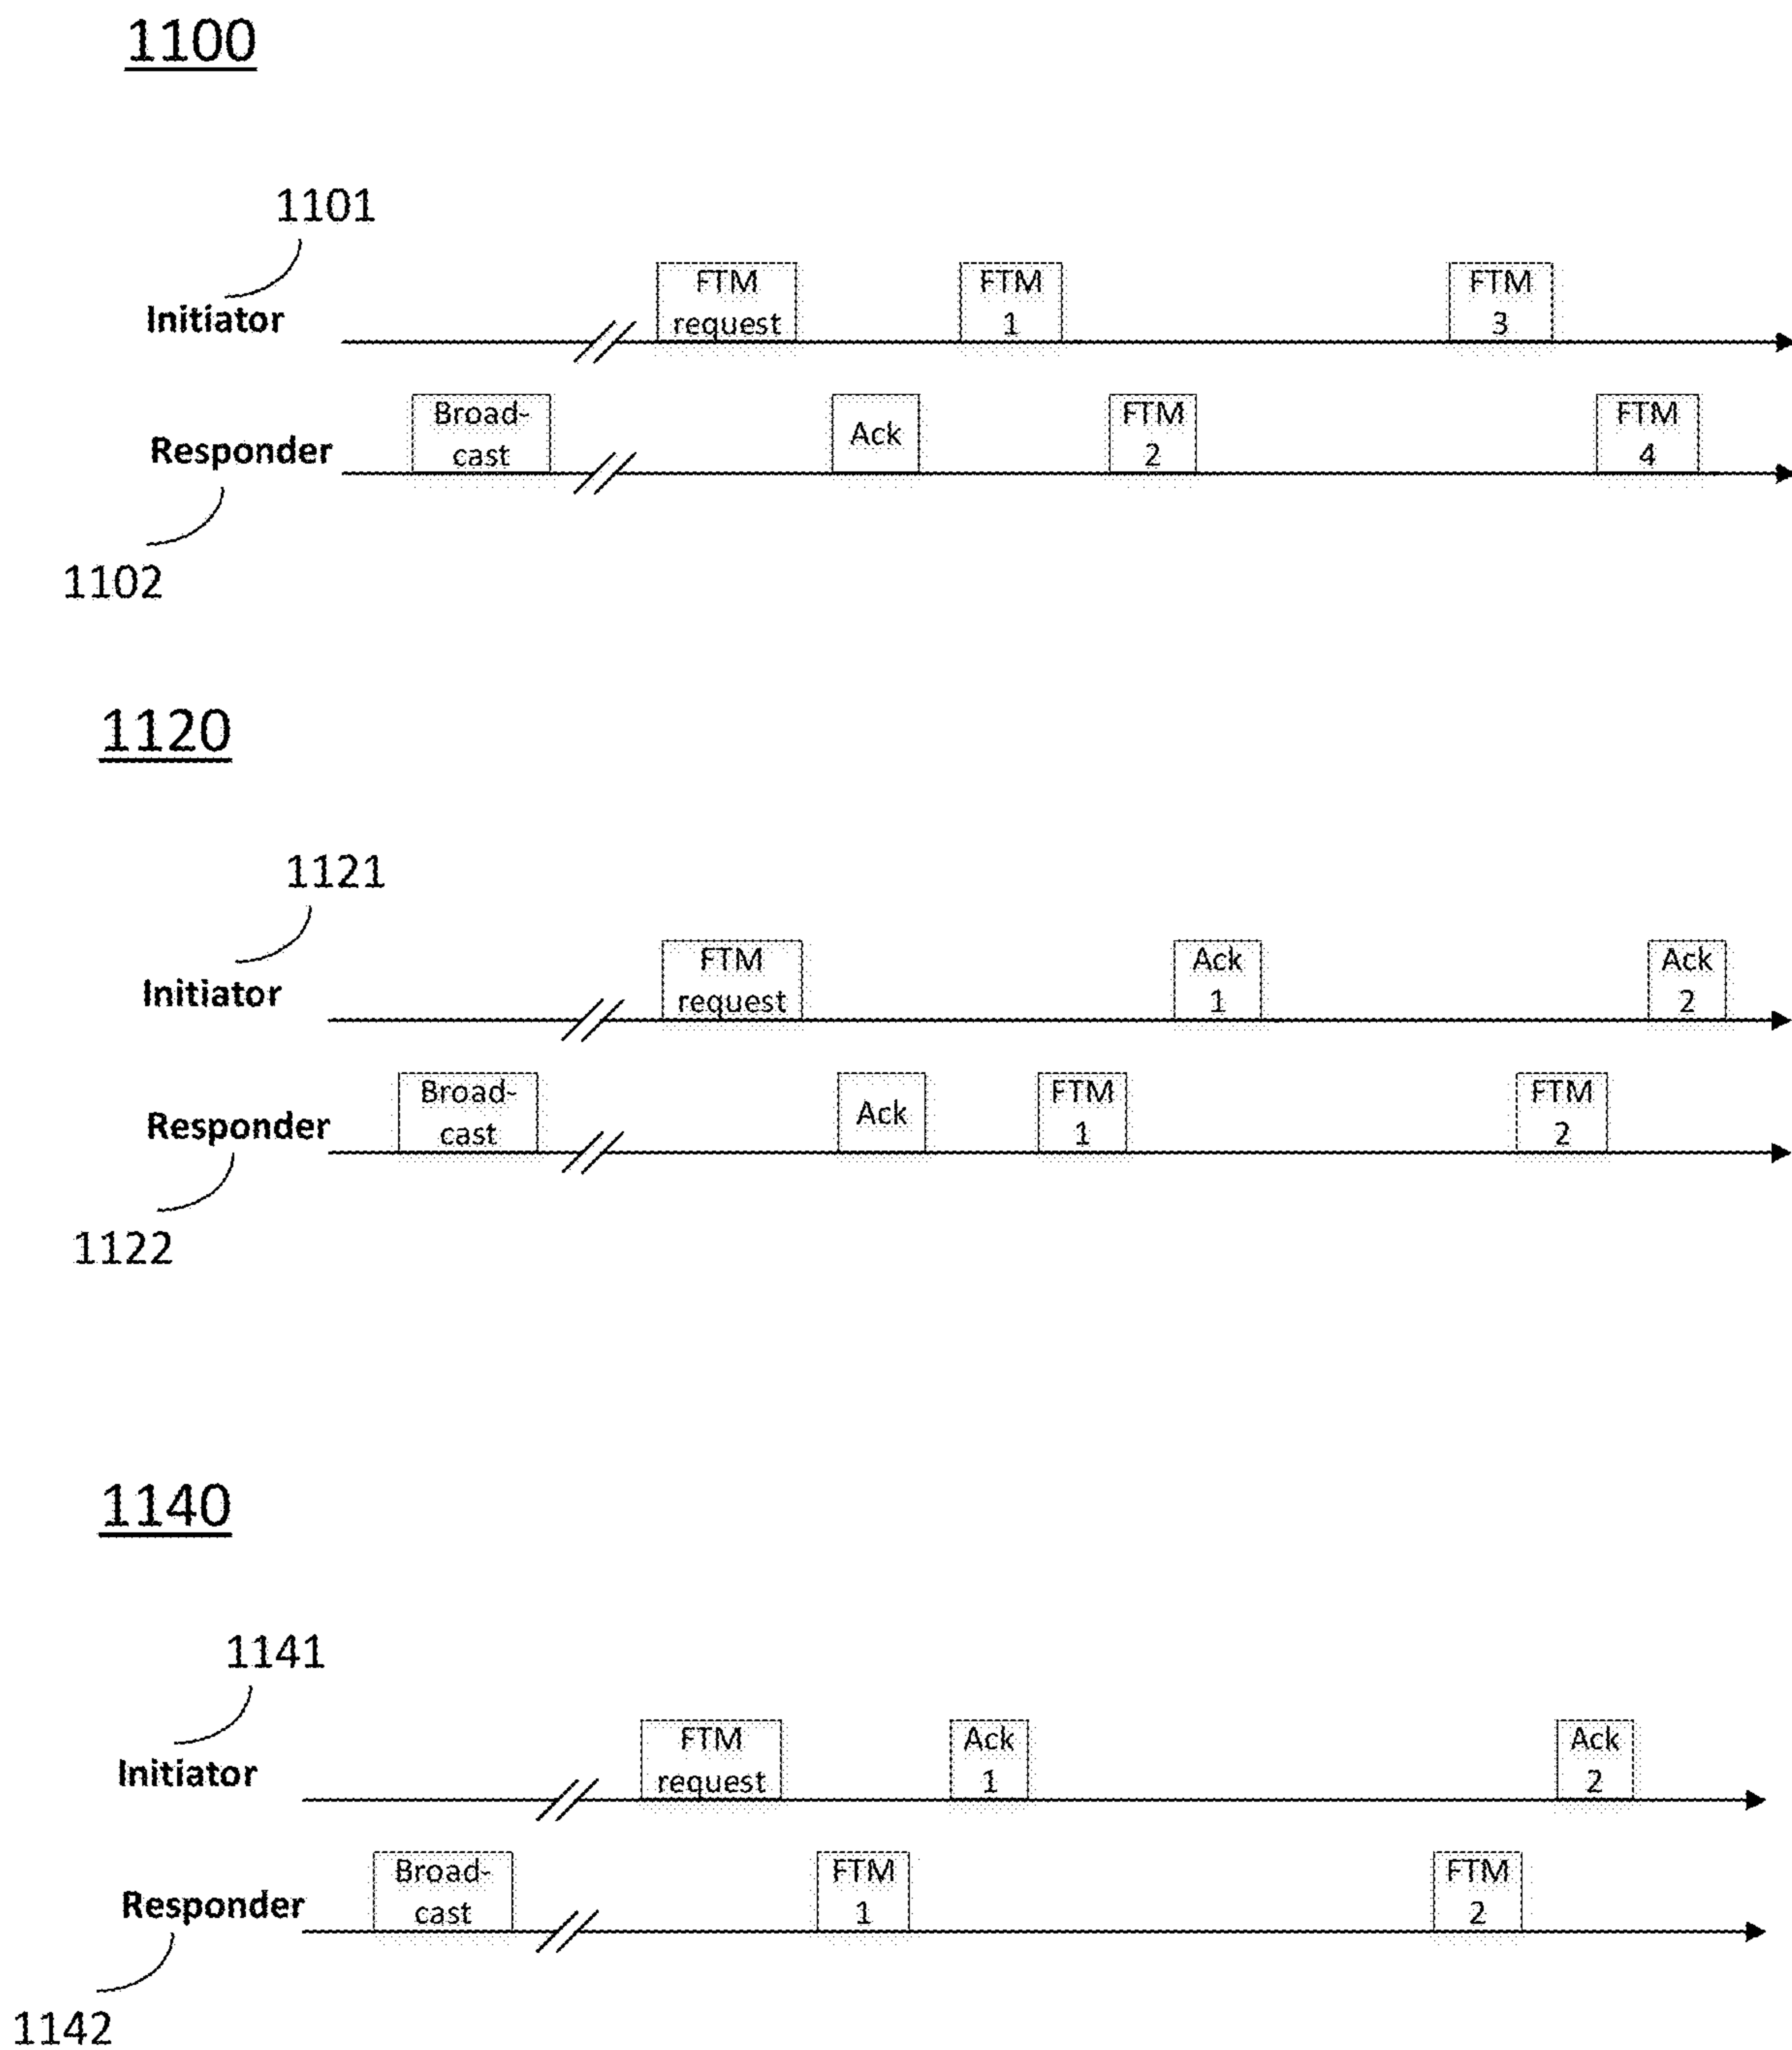 1100
1101
Initiator
FTM
request
FTM
1
FTM
3
Responder
Broad-
cast
Ack
FTM
2
FTM
4
1102
1120
1121
Initiator
FTM
request
Ack
1
Ack
2
Responder
Broad-
cast
Ack
FTM
1
FTM
2
1122
1140
1141
Initiator
FTM
request
Ack
1
Ack
2
Responder
Broad-
cast
FTM
1
FTM
2
1142